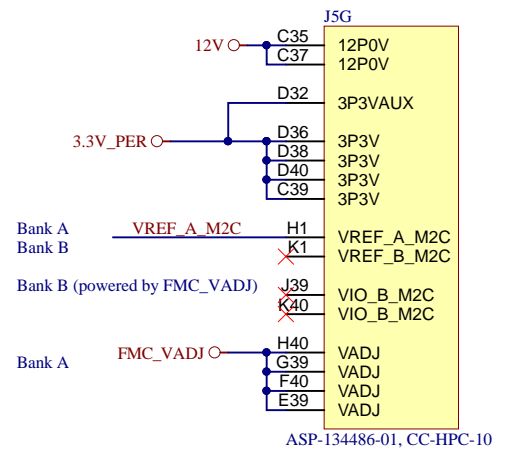 J5G
12V C35 12P0V
C37 12P0V
D32 3P3VAUX
3.3V_PER D36 3P3V
D38 3P3V
D40 3P3V
C39 3P3V
Bank A VREF_A_M2C H1 VREF_A_M2C
Bank B K1 VREF_B_M2C
Bank B (powered by FMC_VADJ) J39 VIO_B_M2C
K40 VIO_B_M2C
FMC_VADJ H40 VADJ
Bank A G39 VADJ
F40 VADJ
E39 VADJ
ASP-134486-01, CC-HPC-10